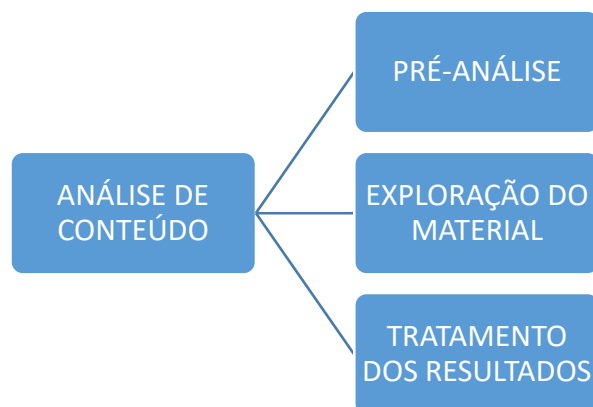 PRÉ-ANÁLISE
ANÁLISE DE
CONTEÚDO
EXPLORAÇÃO DO
MATERIAL
TRATAMENTO
DOS RESULTADOS